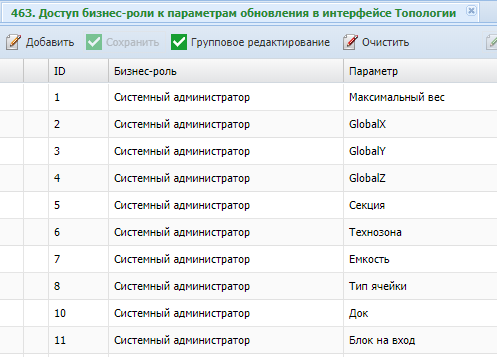 463. Доступ бизнес-роли к параметрам обновления в интерфейсе Топологии
Добавить Сохранить Групповое редактирование Очистить
ID Бизнес-роль Параметр
1 Системный администратор Максимальный вес
2 Системный администратор GlobalX
3 Системный администратор GlobalY
4 Системный администратор GlobalZ
5 Системный администратор Секция
6 Системный администратор Технозона
7 Системный администратор Емкость
8 Системный администратор Тип ячейки
10 Системный администратор Док
11 Системный администратор Блок на вход